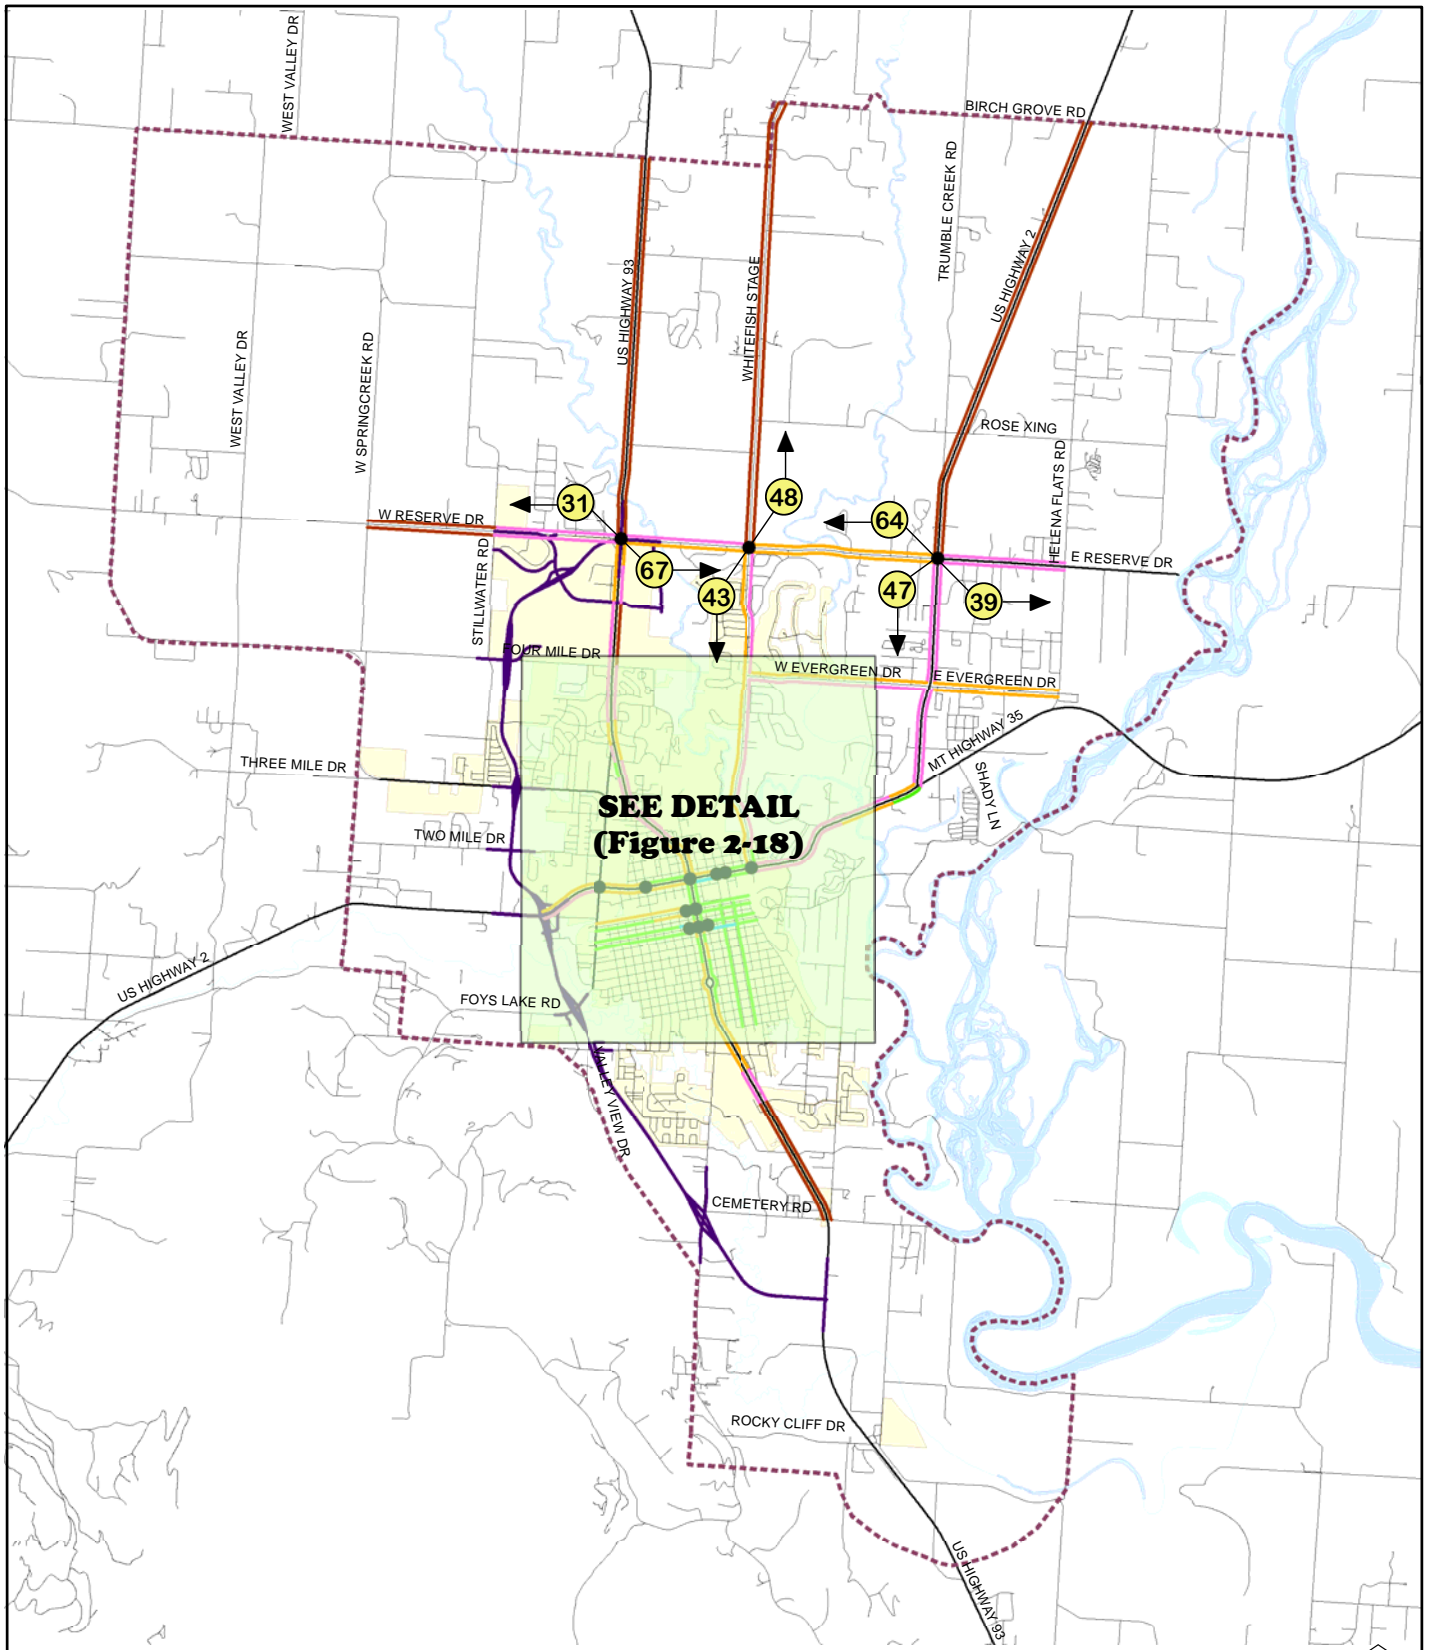 WEST VALLEY DR
BIRCH GROVE RD
TRUMBLE CREEK RD
US HIGHWAY 2
US HIGHWAY 93
WHITEFISH STAGE
WEST VALLEY DR
W SPRINGCREEK RD
ROSE XING
HELENA FLATS RD
31
48
64
W RESERVE DR
E RESERVE DR
67
43
47
39
STILLWATER RD
FOUR MILE DR
W EVERGREEN DR
E EVERGREEN DR
MT HIGHWAY 35
THREE MILE DR
SHADY LN
SEE DETAIL
(Figure 2-18)
TWO MILE DR
US HIGHWAY 2
FOYS LAKE RD
VALLEY VIEW DR
CEMETERY RD
ROCKY CLIFF DR
US HIGHWAY 93